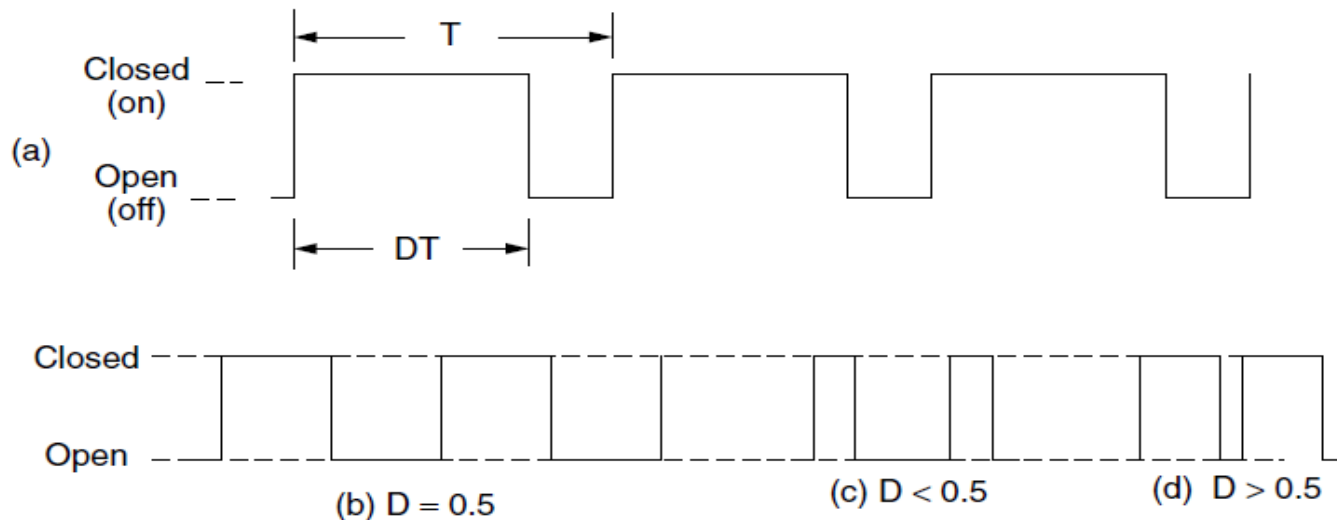 T
Closed
(on)
(a)
Open
(off)
DT
Closed
Open
(b) D = 0.5
(c) D < 0.5
(d) D > 0.5